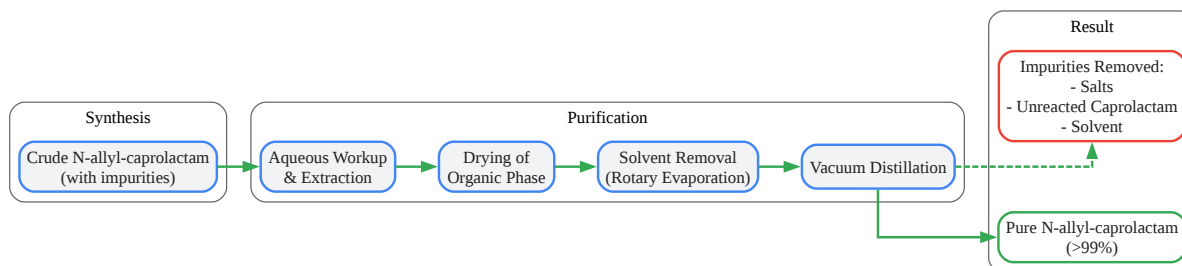 Synthesis
Crude N-allyl-caprolactam
(with impurities)
Purification
Aqueous Workup
& Extraction
Drying of
Organic Phase
Solvent Removal
(Rotary Evaporation)
Vacuum Distillation
Result
Impurities Removed:
- Salts
- Unreacted Caprolactam
- Solvent
Pure N-allyl-caprolactam
(>99%)